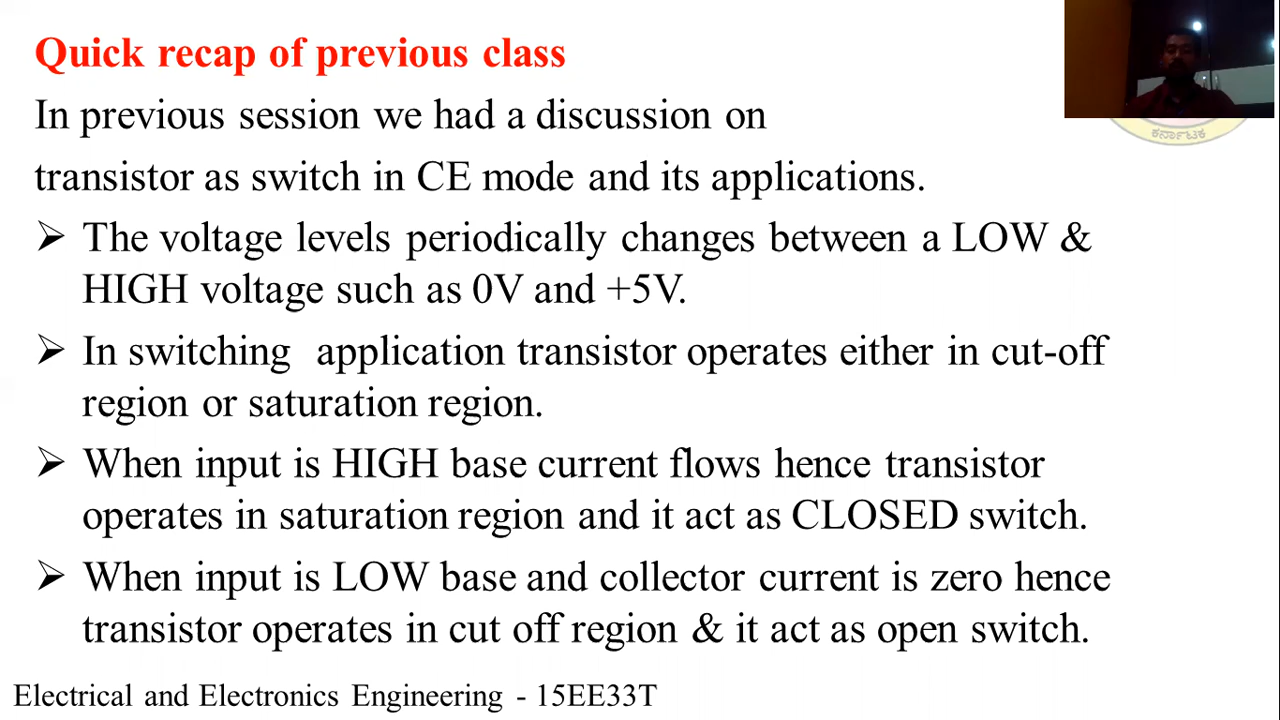 Quick recap of previous class
In previous session we had a discussion on
transistor as switch in CE mode and its applications.
➢ The voltage levels periodically changes between a LOW &
HIGH voltage such as 0V and +5V.
➢ In switching application transistor operates either in cut-off
region or saturation region.
➢ When input is HIGH base current flows hence transistor
operates in saturation region and it act as CLOSED switch.
➢ When input is LOW base and collector current is zero hence
transistor operates in cut off region & it act as open switch.
Electrical and Electronics Engineering - 15EE33T
ಕರ್ನಾಟಕ